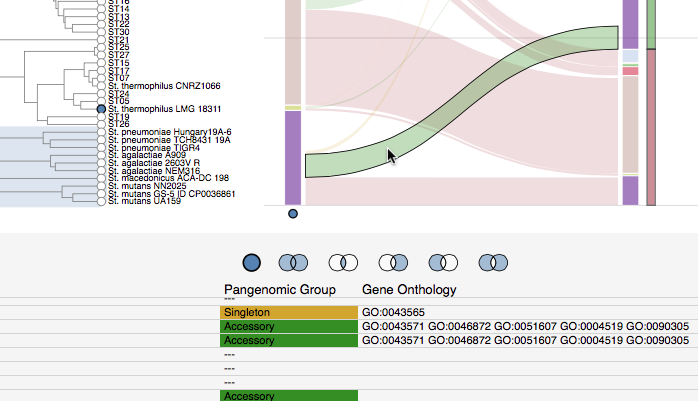 ST16
ST14
ST13
ST22
ST30
ST21
ST25
ST27
ST15
ST17
ST07
St. thermophilus CNRZ1066
ST24
ST05
St. thermophilus LMG 18311
ST19
ST26
St. pneumoniae Hungary19A-6
St. pneumoniae TCH8431 19A
St. pneumoniae TIGR4
St. agalactiae A909
St. agalactiae 2603V R
St. agalactiae NEM316
St. macedonicus ACA-DC 198
St. mutans NN2025
St. mutans GS-5 ID CP0036861
St. mutans UA159
Pangenomic Group Gene Onthology
---
Singleton GO:0043565
Accessory GO:0043571 GO:0046872 GO:0051607 GO:0004519 GO:0090305
Accessory GO:0043571 GO:0046872 GO:0051607 GO:0004519 GO:0090305
---
---
---
Accessory